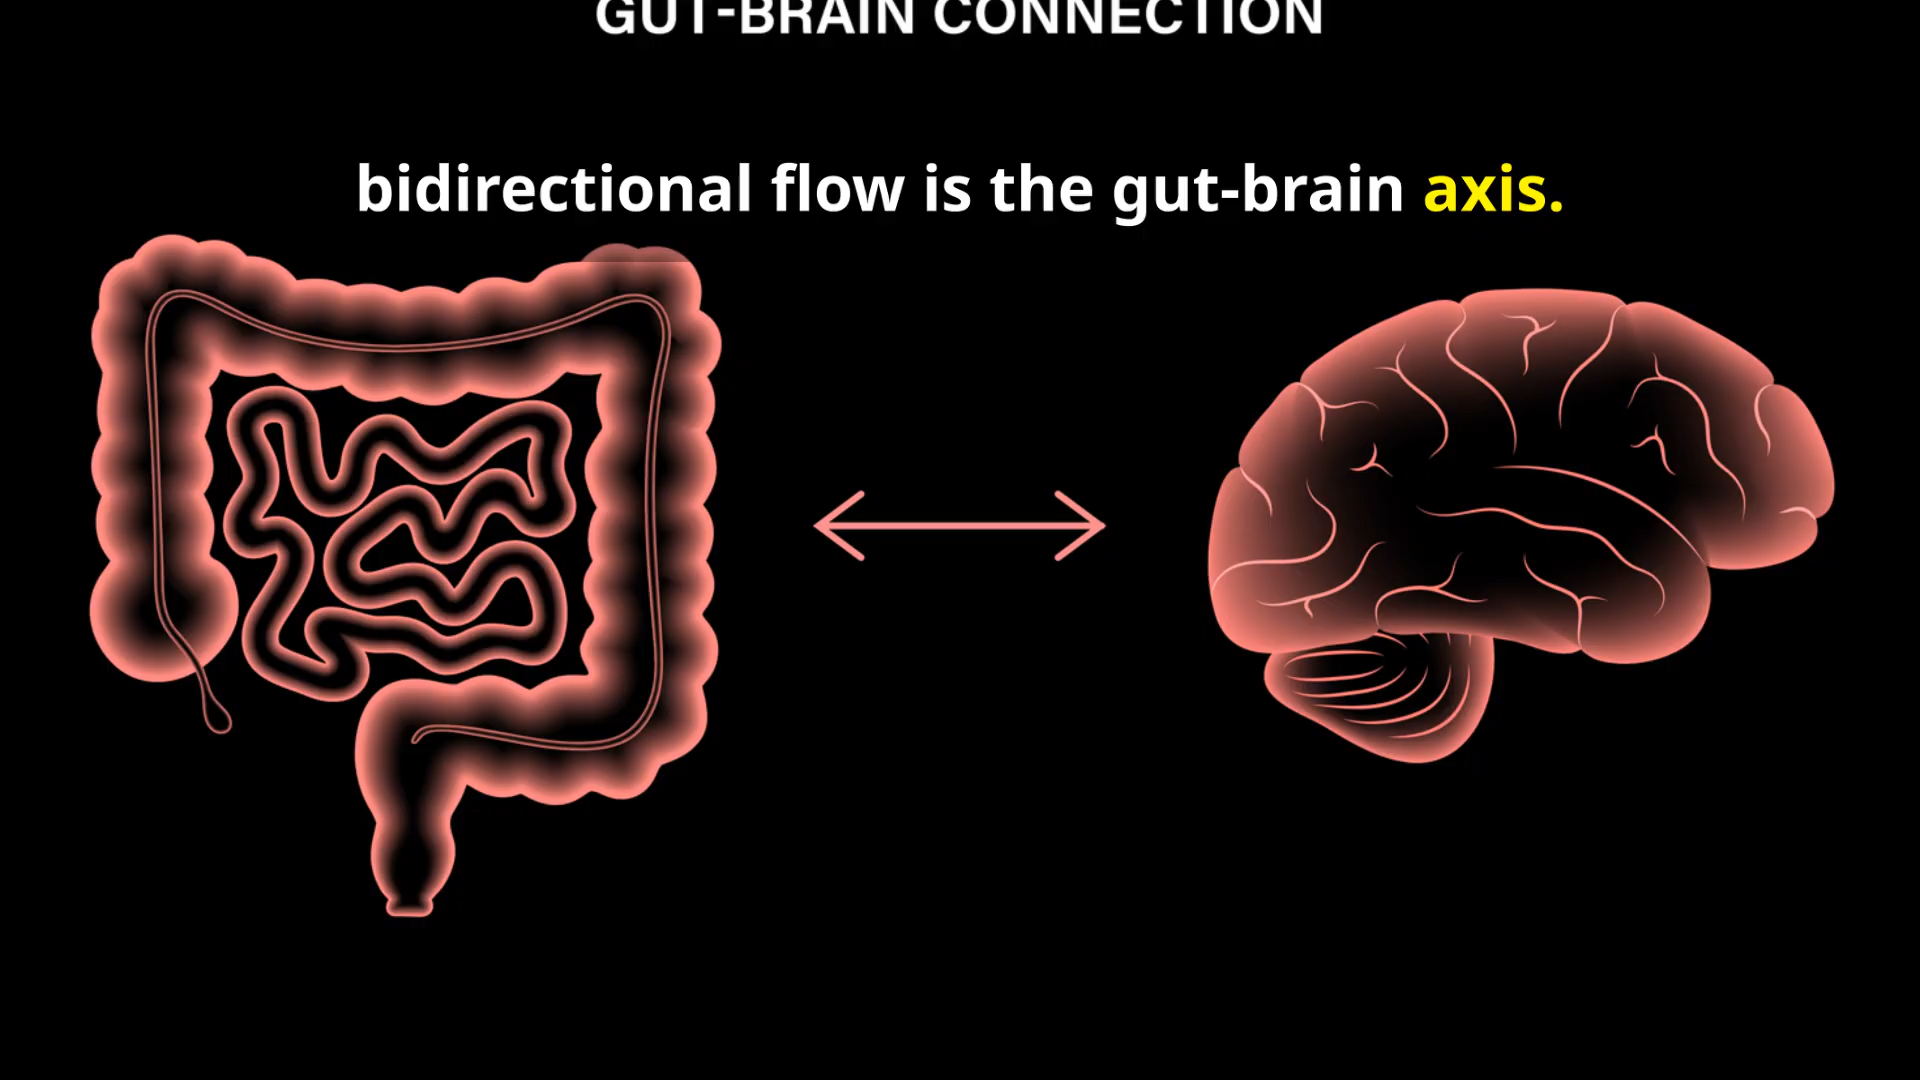 GUT-BRAIN CONNECTION
bidirectional flow is the gut-brain axis.